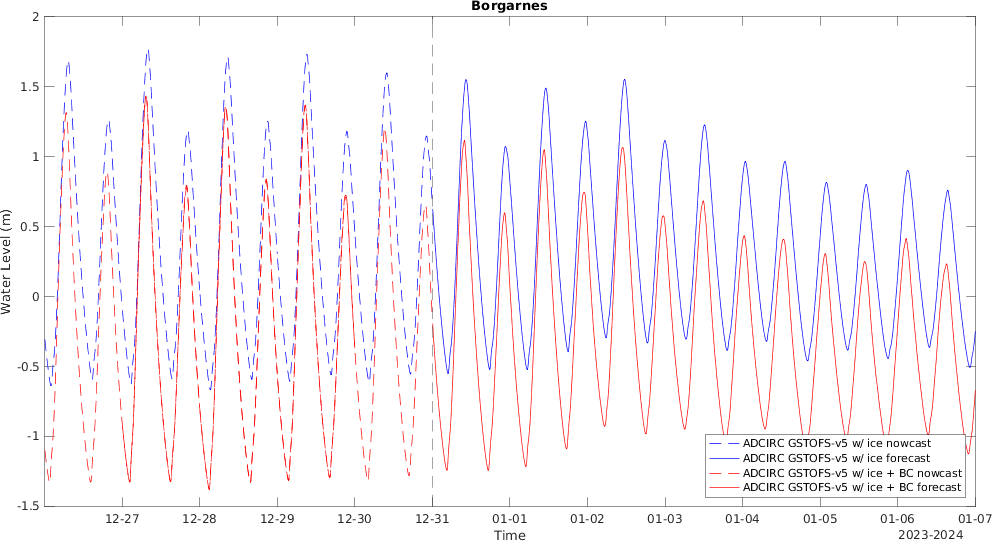 Borgarnes
2
1.5
1
0.5
0
-0.5
-1
-1.5
Water Level (m)
ADCIRC GSTOFS-v5 w/ ice nowcast
ADCIRC GSTOFS-v5 w/ ice forecast
ADCIRC GSTOFS-v5 w/ ice + BC nowcast
ADCIRC GSTOFS-v5 w/ ice + BC forecast
12-27 12-28 12-29 12-30 12-31 01-01 01-02 01-03 01-04 01-05 01-06 01-07
Time
2023-2024